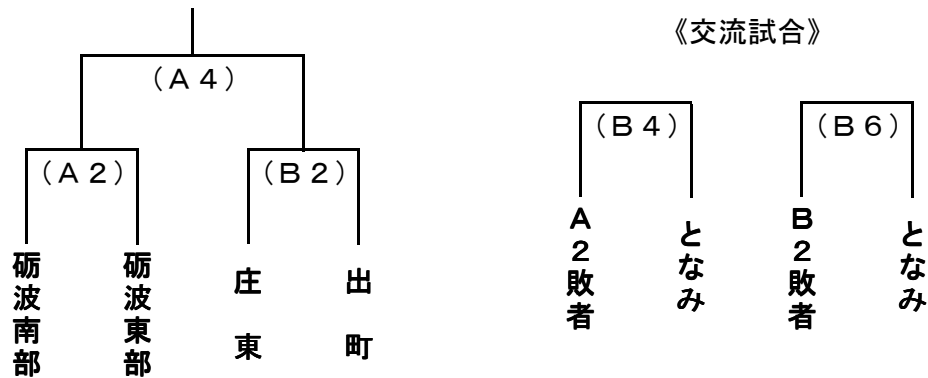 《交流試合》
（Ａ４）
（Ｂ４）
（Ｂ６）
（Ａ２）
（Ｂ２）
砺波南部
砺波東部
庄東
出町
Ａ２敗者
となみ
Ｂ２敗者
となみ